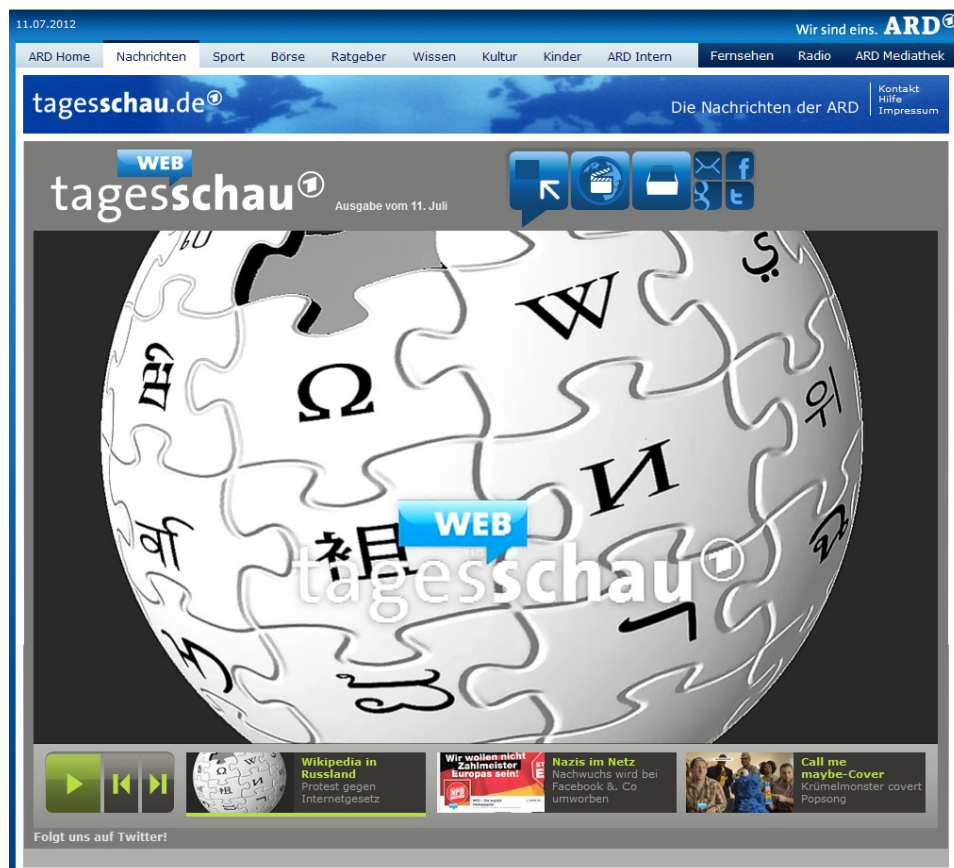 11.07.2012
Wir sind eins. ARD
ARD Home Nachrichten Sport Börse Ratgeber Wissen Kultur Kinder ARD Intern Fernsehen Radio ARD Mediathek
tagesschau.de
Die Nachrichten der ARD
Kontakt
Hilfe
Impressum
WEB
tagesschau
Ausgabe vom 11. Juli
Ω
W
ي
위
И
र्वा
祖
WEB
tagesschau
Wikipedia in
Russland
Protest gegen
Internetgesetz
Wir wollen nicht
Zahlmeister
Europas sein!
NPD
Nazis im Netz
Nachwuchs wird bei
Facebook &. Co
umworben
Call me
maybe-Cover
Krümelmonster covert
Popsong
Folgt uns auf Twitter!